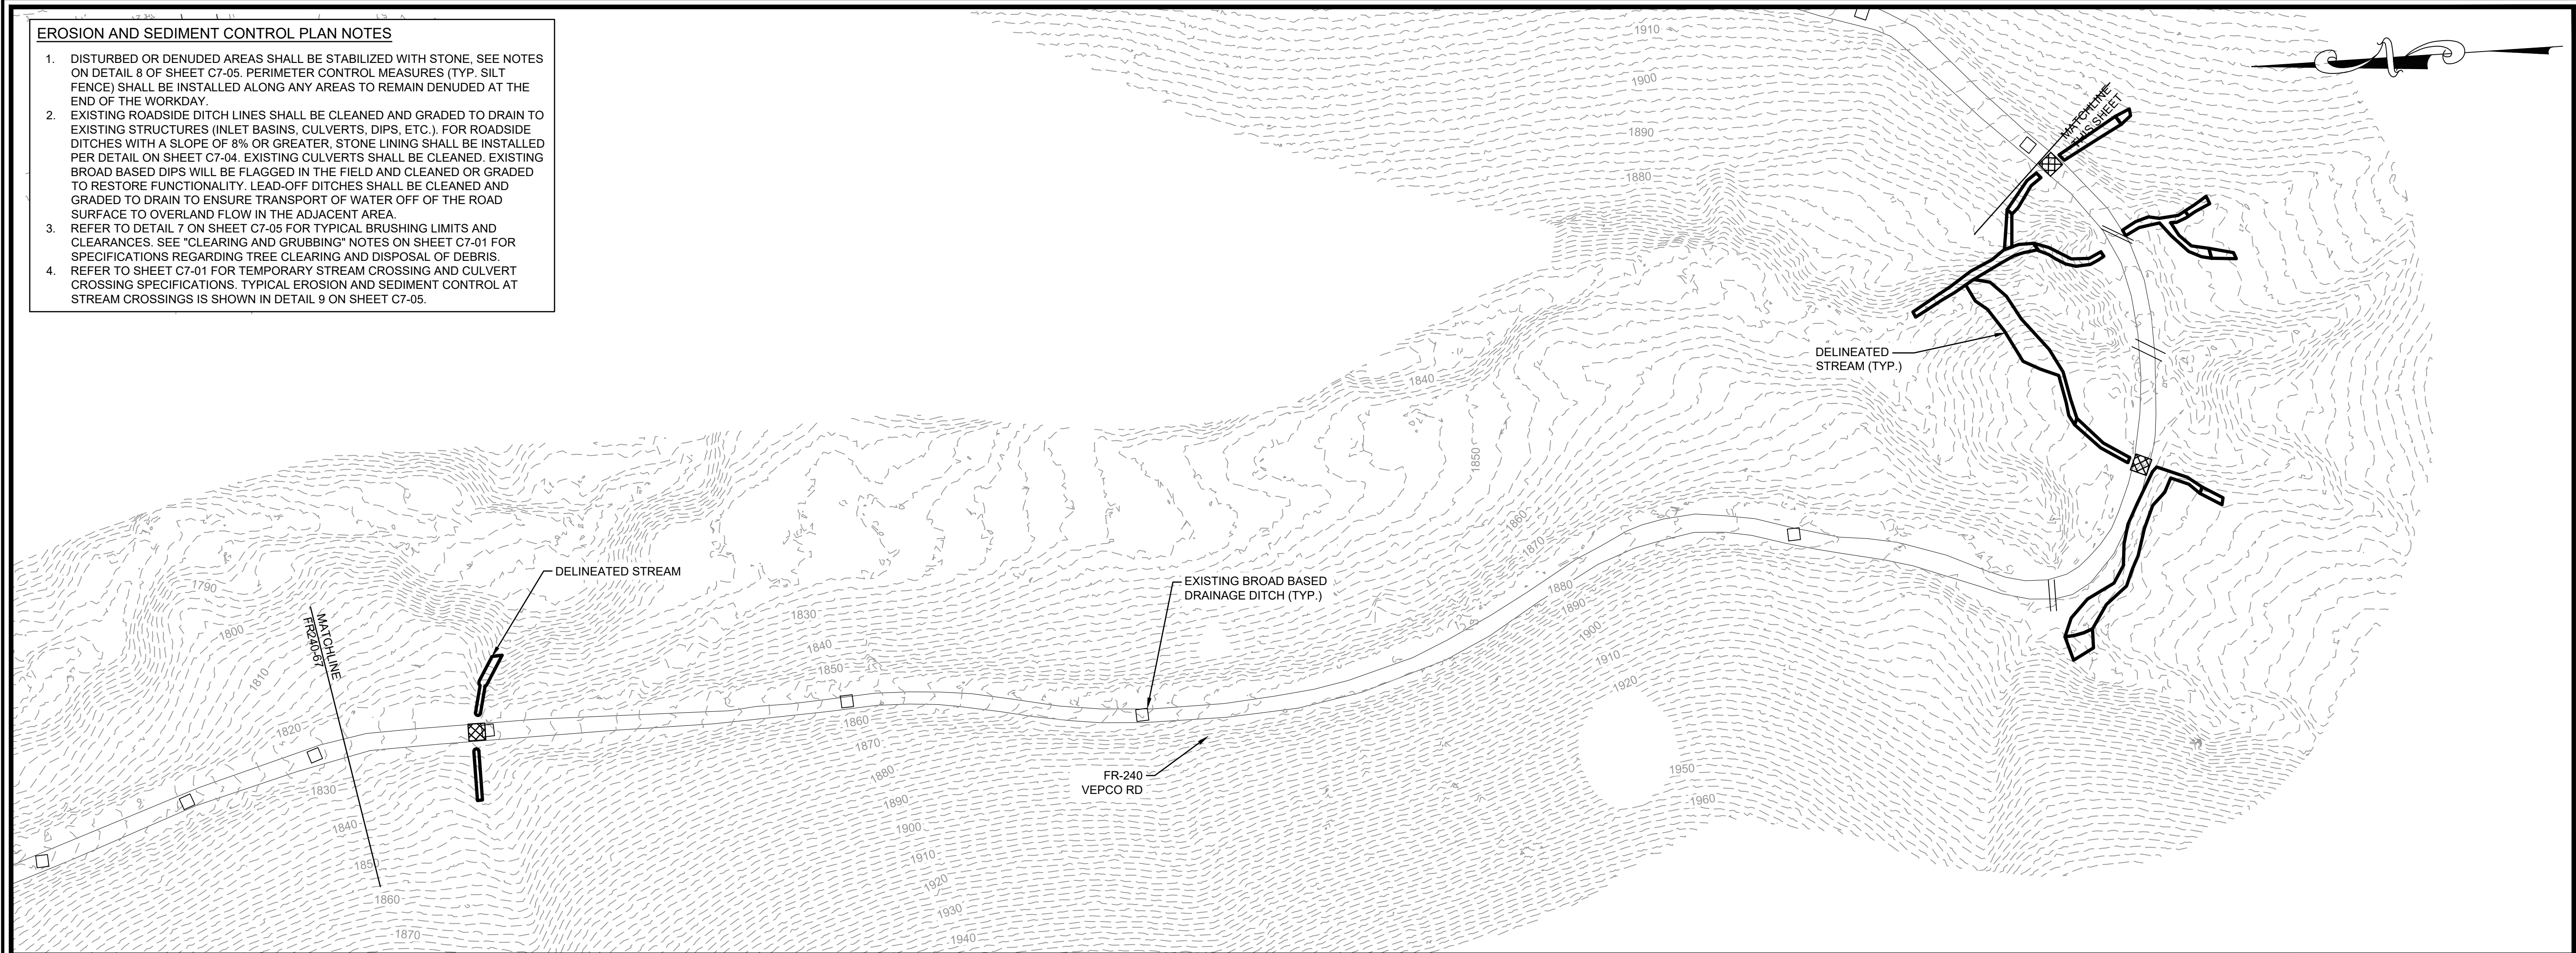 EROSION AND SEDIMENT CONTROL PLAN NOTES
1. DISTURBED OR DENUDED AREAS SHALL BE STABILIZED WITH STONE, SEE NOTES
ON DETAIL 8 OF SHEET C7-05. PERIMETER CONTROL MEASURES (TYP. SILT
FENCE) SHALL BE INSTALLED ALONG ANY AREAS TO REMAIN DENUDED AT THE
END OF THE WORKDAY.
2. EXISTING ROADSIDE DITCH LINES SHALL BE CLEANED AND GRADED TO DRAIN TO
EXISTING STRUCTURES (INLET BASINS, CULVERTS, DIPS, ETC.). FOR ROADSIDE
DITCHES WITH A SLOPE OF 8% OR GREATER, STONE LINING SHALL BE INSTALLED
PER DETAIL ON SHEET C7-04. EXISTING CULVERTS SHALL BE CLEANED. EXISTING
BROAD BASED DIPS WILL BE FLAGGED IN THE FIELD AND CLEANED OR GRADED
TO RESTORE FUNCTIONALITY. LEAD-OFF DITCHES SHALL BE CLEANED AND
GRADED TO DRAIN TO ENSURE TRANSPORT OF WATER OFF OF THE ROAD
SURFACE TO OVERLAND FLOW IN THE ADJACENT AREA.
3. REFER TO DETAIL 7 ON SHEET C7-05 FOR TYPICAL BRUSHING LIMITS AND
CLEARANCES. SEE "CLEARING AND GRUBBING" NOTES ON SHEET C7-01 FOR
SPECIFICATIONS REGARDING TREE CLEARING AND DISPOSAL OF DEBRIS.
4. REFER TO SHEET C7-01 FOR TEMPORARY STREAM CROSSING AND CULVERT
CROSSING SPECIFICATIONS. TYPICAL EROSION AND SEDIMENT CONTROL AT
STREAM CROSSINGS IS SHOWN IN DETAIL 9 ON SHEET C7-05.
N
1910
1900
1890
1880
MATCHLINE
THIS SHEET
DELINEATED
STREAM (TYP.)
1840
1850
1860
1870
1880
1890
1900
1910
1920
1950
1960
DELINEATED STREAM
EXISTING BROAD BASED
DRAINAGE DITCH (TYP.)
FR-240
VEPCO RD
MATCHLINE
FR240-67
1790
1800
1810
1820
1830
1840
1850
1860
1870
1830
1840
1850
1860
1870
1880
1890
1900
1910
1920
1930
1940